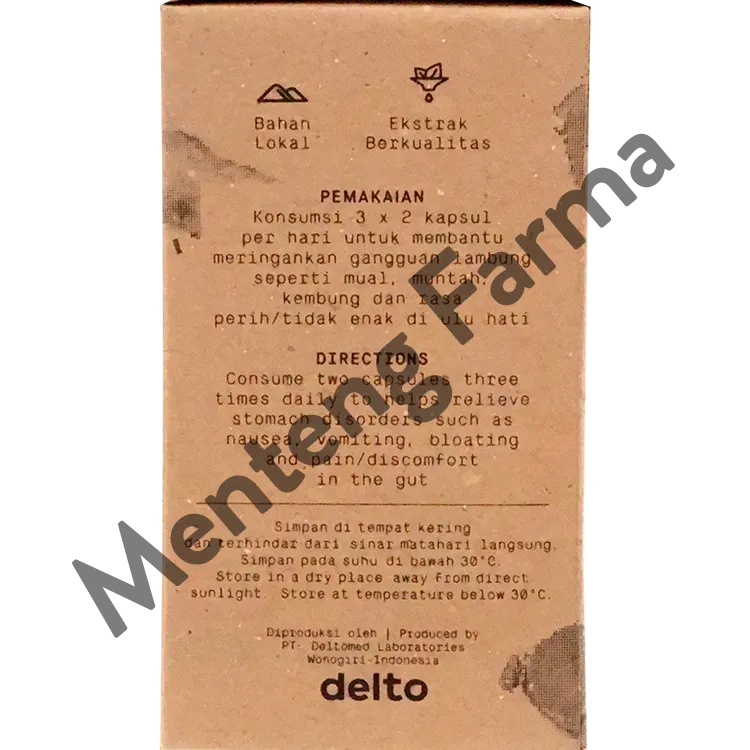 Bahan
Lokal
Ekstrak
Berkualitas
PEMAKAIAN
Konsumsi 3 x 2 kapsul
per hari untuk membantu
meringankan gangguan lambung
seperti mual, muntah,
kembung dan rasa
perih/tidak enak di ulu hati
DIRECTIONS
Consume two capsules three
times daily to helps relieve
stomach disorders such as
nausea, vomiting, bloating
and pain/discomfort
in the gut
Simpan di tempat kering
dan terhindar dari sinar matahari langsung.
Simpan pada suhu di bawah 30°C.
Store in a dry place away from direct
sunlight. Store at temperature below 30°C.
Diproduksi oleh | Produced by
PT. Deltomed Laboratories
Wonogiri-Indonesia
delto
Menteng Farma